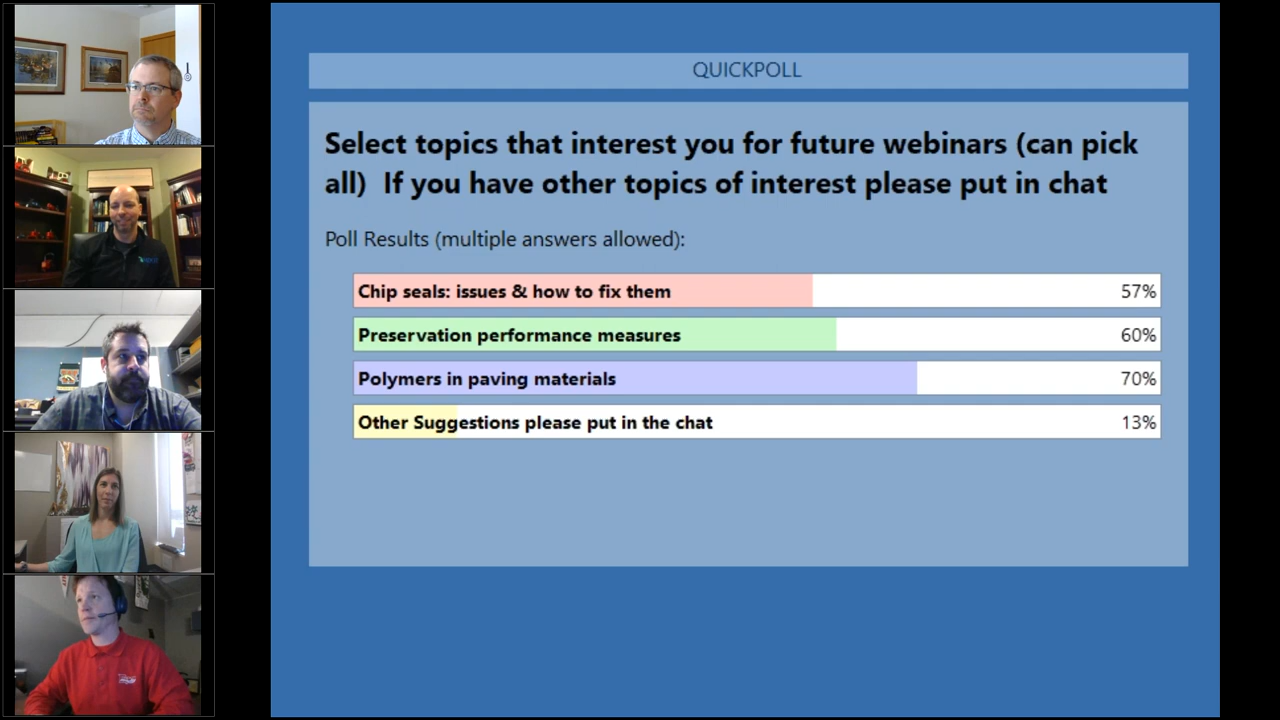 QUICKPOLL
Select topics that interest you for future webinars (can pick
all)  If you have other topics of interest please put in chat
Poll Results (multiple answers allowed):
Chip seals: issues & how to fix them 57%
Preservation performance measures 60%
Polymers in paving materials 70%
Other Suggestions please put in the chat 13%